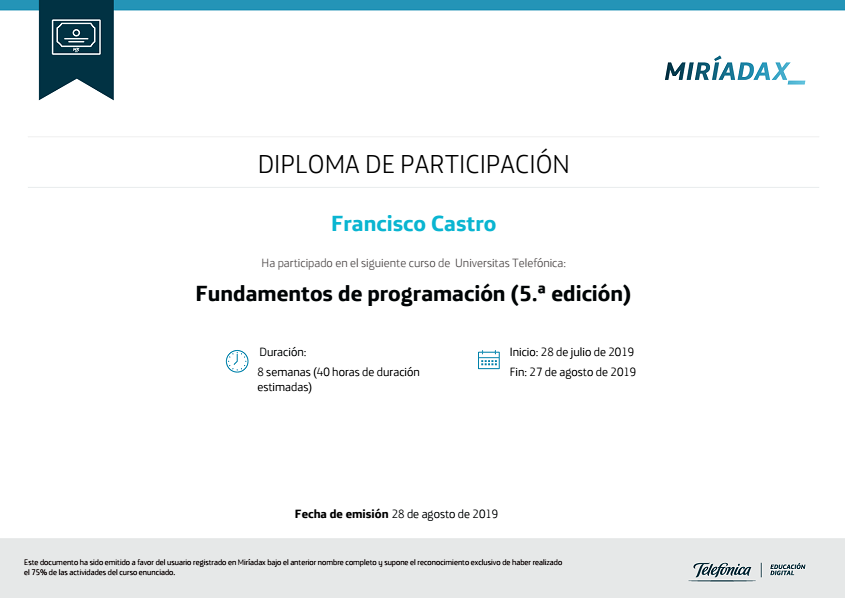 MIRÍADAX_
DIPLOMA DE PARTICIPACIÓN
Francisco Castro
Ha participado en el siguiente curso de Universitas Telefónica:
Fundamentos de programación (5.ª edición)
Duración:
8 semanas (40 horas de duración
estimadas)
Inicio: 28 de julio de 2019
Fin: 27 de agosto de 2019
Fecha de emisión 28 de agosto de 2019
Este documento ha sido emitido a favor del usuario registrado en Miríadax bajo el anterior nombre completo y supone el reconocimiento exclusivo de haber realizado
el 75% de las actividades del curso enunciado.
Telefónica
EDUCACIÓN
DIGITAL